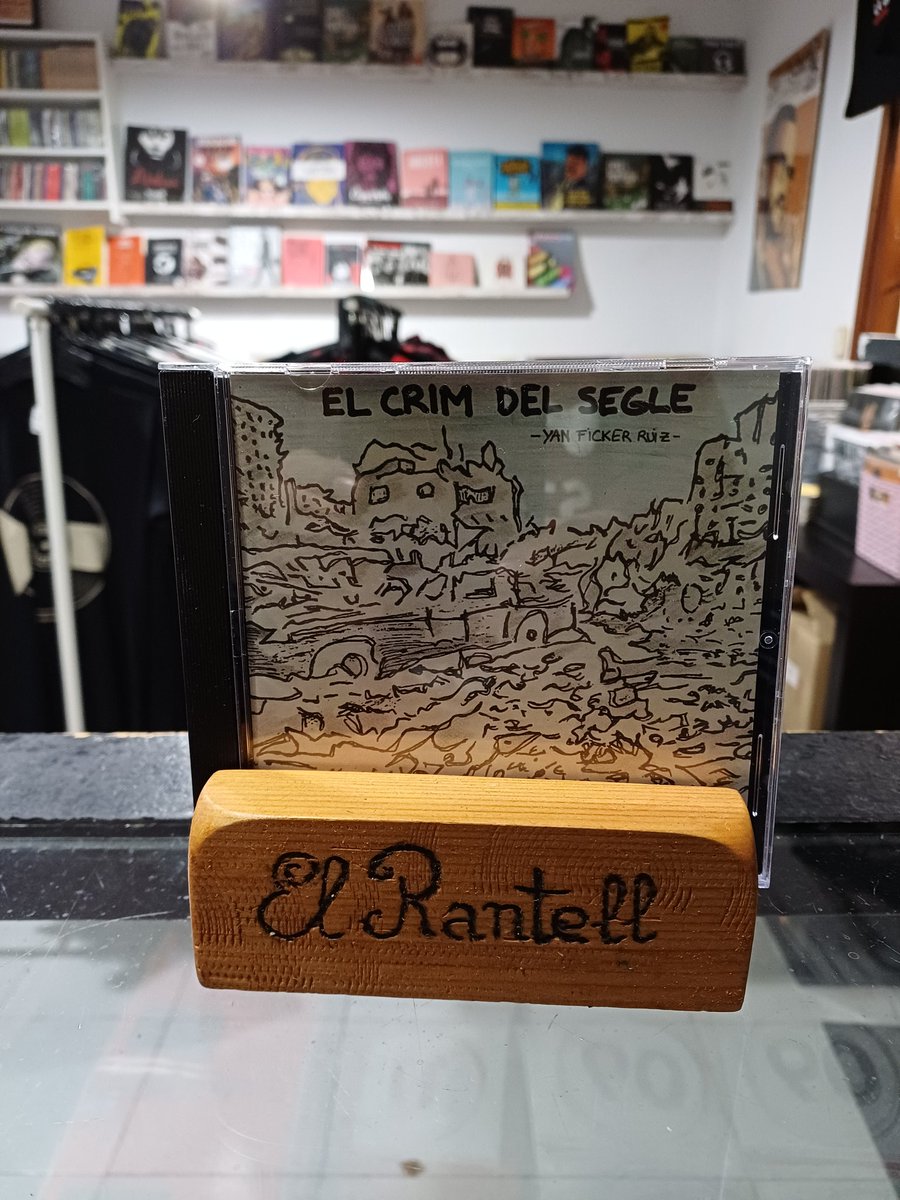 EL CRIM DEL SEGLE
-YAN FICKER RUIZ-
El Rantell